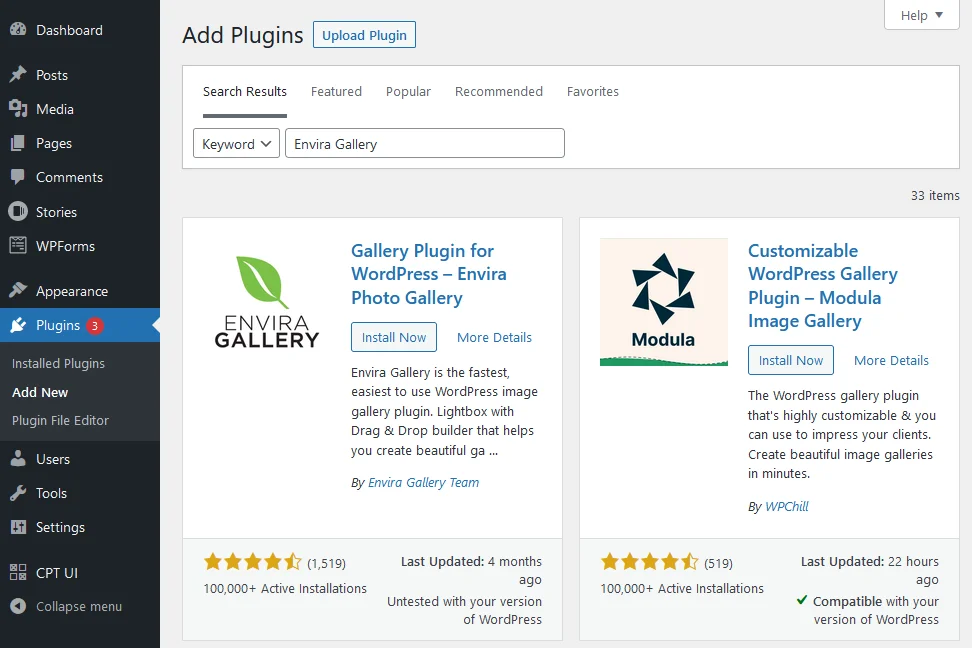 Dashboard
Posts
Media
Pages
Comments
Stories
WPForms
Appearance
Plugins 3
Installed Plugins
Add New
Plugin File Editor
Users
Tools
Settings
CPT UI
Collapse menu
Help
Add Plugins Upload Plugin
Search Results Featured Popular Recommended Favorites
Keyword Envira Gallery
33 items
ENVIRA
GALLERY
Gallery Plugin for
WordPress – Envira
Photo Gallery
Install Now More Details
Envira Gallery is the fastest,
easiest to use WordPress image
gallery plugin. Lightbox with
Drag & Drop builder that helps
you create beautiful ga ...
By Envira Gallery Team
(1,519)
100,000+ Active Installations
Last Updated: 4 months
ago
Untested with your version
of WordPress
Modula
Customizable
WordPress Gallery
Plugin – Modula
Image Gallery
Install Now More Details
The WordPress gallery plugin
that's highly customizable & you
can use to impress your clients.
Create beautiful image galleries
in minutes.
By WPChill
(519)
100,000+ Active Installations
Last Updated: 22 hours
ago
Compatible with your
version of WordPress